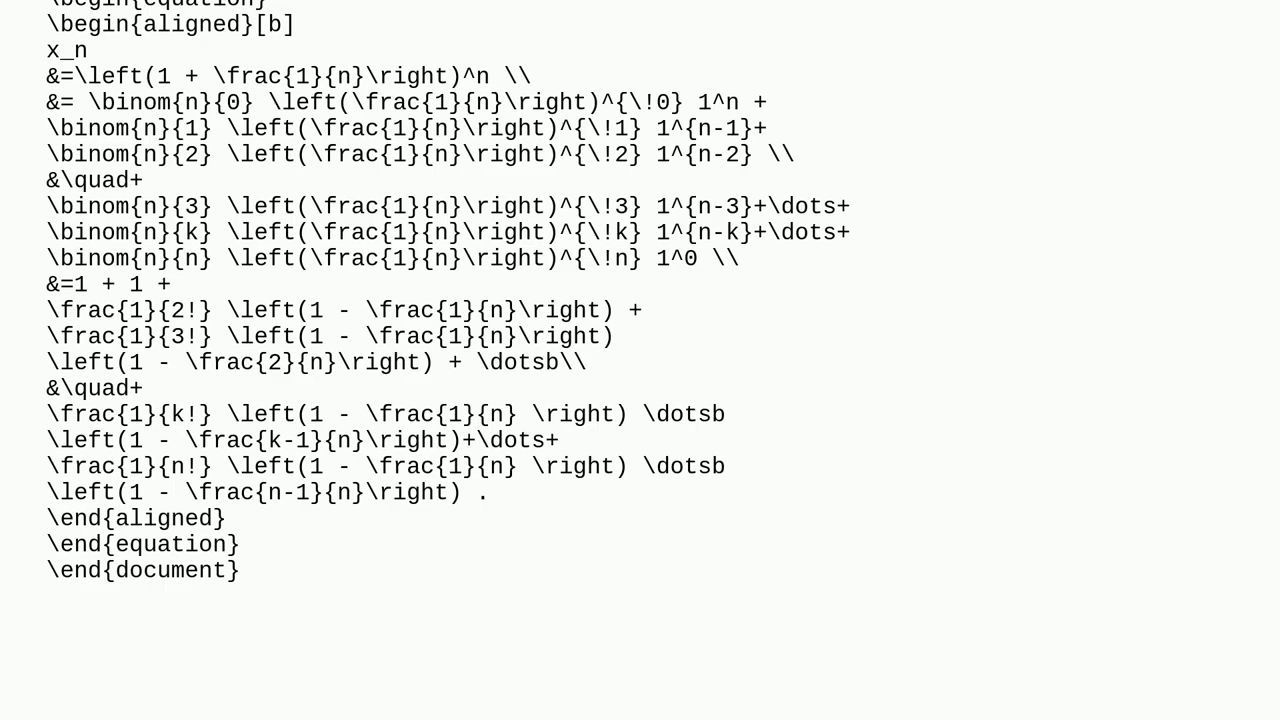 \begin{equation}
\begin{aligned}[b]
x_n
&=\left(1 + \frac{1}{n}\right)^n \\
&= \binom{n}{0} \left(\frac{1}{n}\right)^{\!0} 1^n +
\binom{n}{1} \left(\frac{1}{n}\right)^{\!1} 1^{n-1}+
\binom{n}{2} \left(\frac{1}{n}\right)^{\!2} 1^{n-2} \\
&\quad+
\binom{n}{3} \left(\frac{1}{n}\right)^{\!3} 1^{n-3}+\dots+
\binom{n}{k} \left(\frac{1}{n}\right)^{\!k} 1^{n-k}+\dots+
\binom{n}{n} \left(\frac{1}{n}\right)^{\!n} 1^0 \\
&=1 + 1 +
\frac{1}{2!} \left(1 - \frac{1}{n}\right) +
\frac{1}{3!} \left(1 - \frac{1}{n}\right)
\left(1 - \frac{2}{n}\right) + \dotsb\\
&\quad+
\frac{1}{k!} \left(1 - \frac{1}{n} \right) \dotsb
\left(1 - \frac{k-1}{n}\right)+\dots+
\frac{1}{n!} \left(1 - \frac{1}{n} \right) \dotsb
\left(1 - \frac{n-1}{n}\right) .
\end{aligned}
\end{equation}
\end{document}